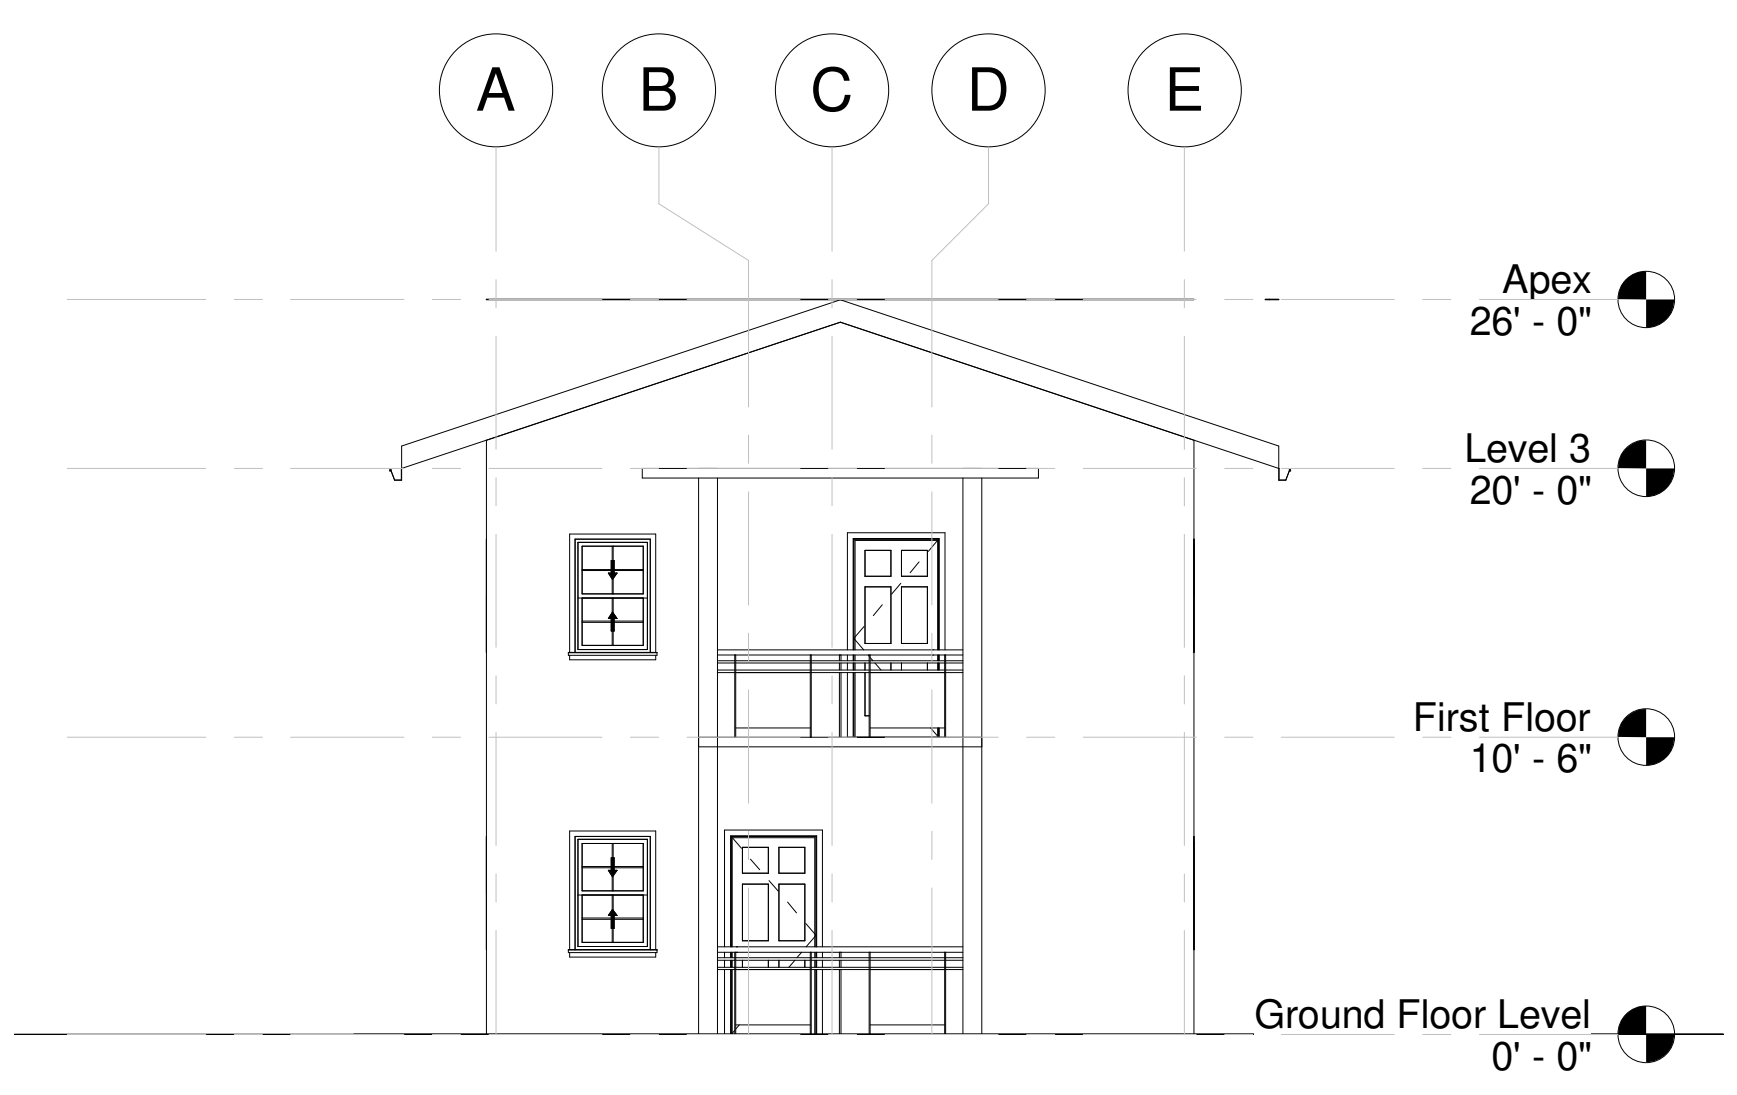 A B C D E
Apex
26' - 0"
Level 3
20' - 0"
First Floor
10' - 6"
Ground Floor Level
0' - 0"